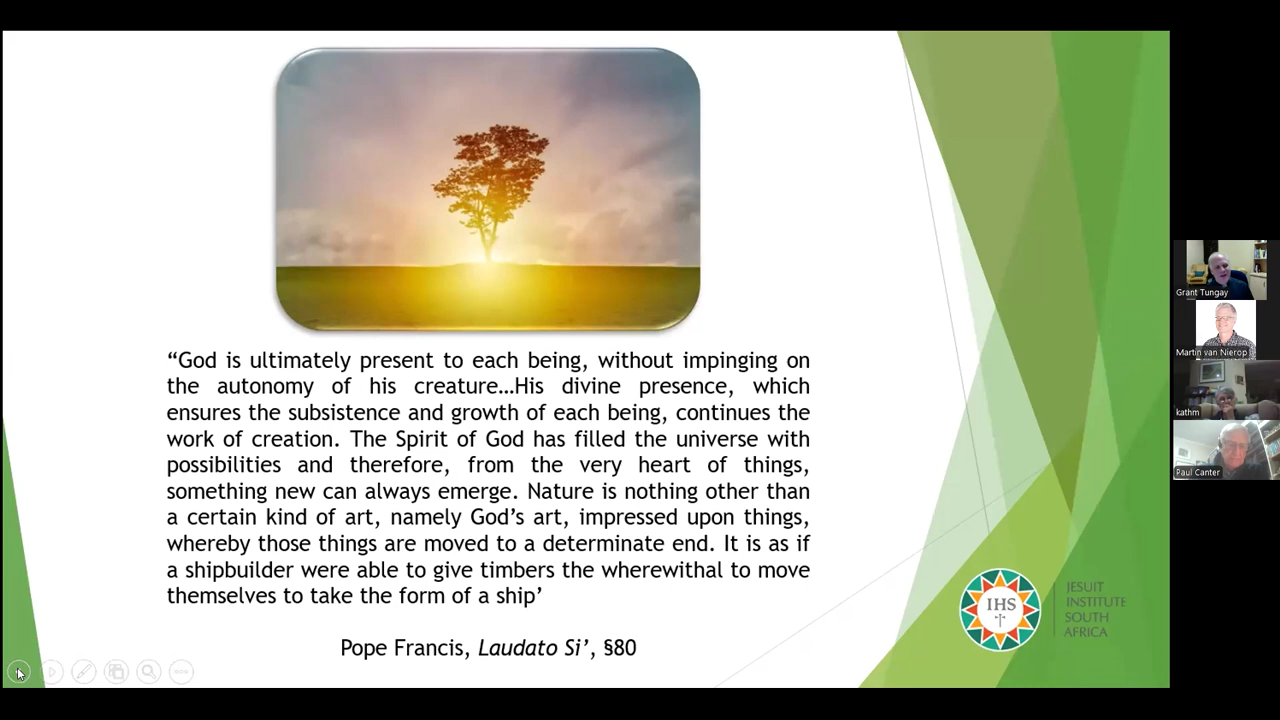 “God is ultimately present to each being, without impinging on
the autonomy of his creature…His divine presence, which
ensures the subsistence and growth of each being, continues the
work of creation. The Spirit of God has filled the universe with
possibilities and therefore, from the very heart of things,
something new can always emerge. Nature is nothing other than
a certain kind of art, namely God’s art, impressed upon things,
whereby those things are moved to a determinate end. It is as if
a shipbuilder were able to give timbers the wherewithal to move
themselves to take the form of a ship’
Pope Francis, Laudato Si’, §80
IHS
JESUIT
INSTITUTE
SOUTH
AFRICA
Grant Tungay
Martin van Nierop
kathm
Paul Canter